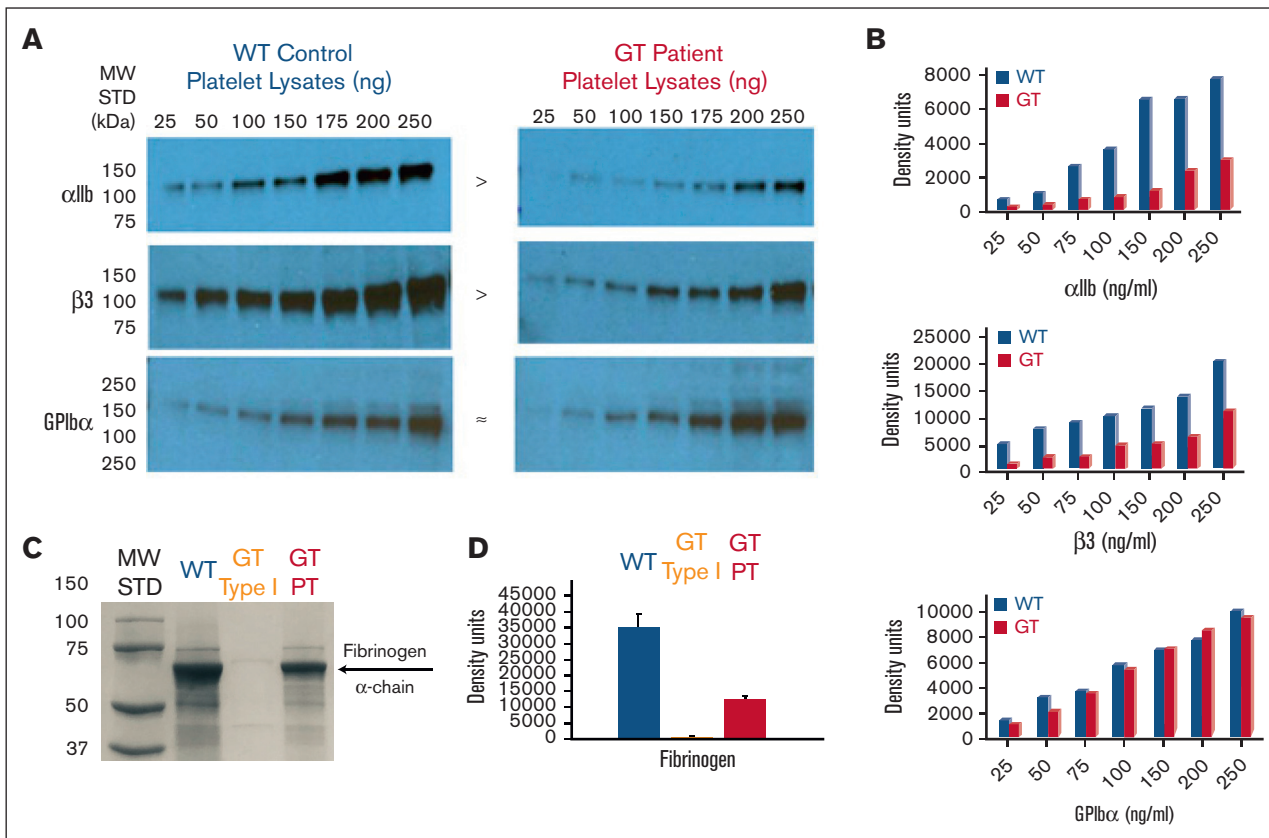 A
WT Control
Platelet Lysates (ng)
GT Patient
Platelet Lysates (ng)
MW
STD
(kDa)
25 50 100 150 175 200 250
25 50 100 150 175 200 250
αIIb
150
100
75
>
β3
150
100
75
>
GPIbα
250
150
100
250
≈
B
8000
6000
4000
2000
0
Density units
WT
GT
25 50 75 100 150 200 250
αIIb (ng/ml)
25000
20000
15000
10000
5000
0
Density units
WT
GT
25 50 75 100 150 200 250
β3 (ng/ml)
10000
8000
6000
4000
2000
0
Density units
WT
GT
25 50 75 100 150 200 250
GPIbα (ng/ml)
C
MW
STD
WT
GT
Type I
GT
PT
150
100
75
50
37
Fibrinogen
α-chain
D
WT
GT
Type I
GT
PT
45000
40000
35000
30000
25000
20000
15000
10000
5000
0
Density units
Fibrinogen